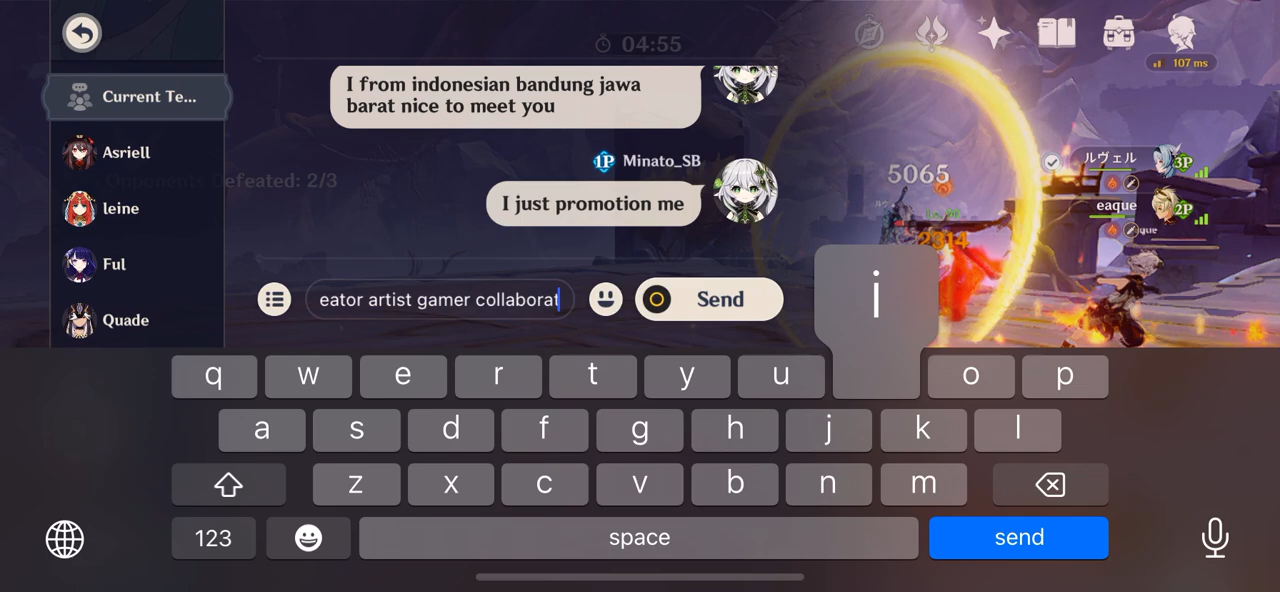 04:55
107 ms
Current Te...
I from indonesian bandung jawa
barat nice to meet you
Asriell
1P Minato_SB
ルヴェル 3P
5065
Opponents Defeated: 2/3
I just promotion me
leine
eaque 2P
2314
Ful
eator artist gamer collaborat
Send
i
Quade
q w e r t y u o p
a s d f g h j k l
z x c v b n m
123 space send